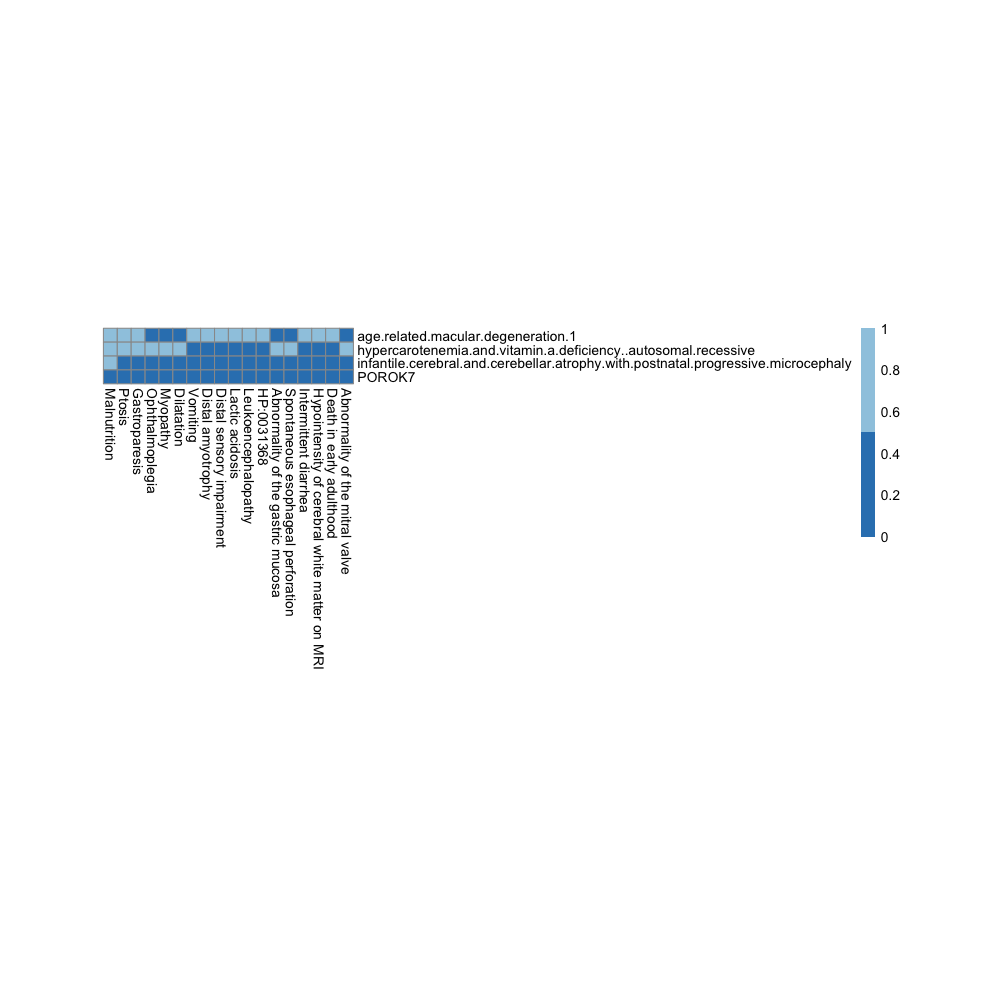 age.related.macular.degeneration.1
hypercarotenemia.and.vitamin.a.deficiency..autosomal.recessive
infantile.cerebral.and.cerebellar.atrophy.with.postnatal.progressive.microcephaly
POROK7
Malnutrition
Ptosis
Gastroparesis
Ophthalmoplegia
Myopathy
Dilatation
Vomiting
Distal amyotrophy
Distal sensory impairment
Lactic acidosis
Leukoencephalopathy
HP:0031368
Abnormality of the gastric mucosa
Spontaneous esophageal perforation
Intermittent diarrhea
Hypointensity of cerebral white matter on MRI
Death in early adulthood
Abnormality of the mitral valve
1
0.8
0.6
0.4
0.2
0